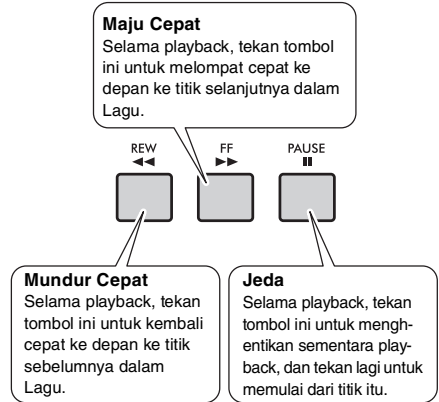 Maju Cepat
Selama playback, tekan tombol
ini untuk melompat cepat ke
depan ke titik selanjutnya dalam
Lagu.
REW
FF
PAUSE
Mundur Cepat
Selama playback, tekan
tombol ini untuk kembali
cepat ke depan ke titik
sebelumnya dalam
Lagu.
Jeda
Selama playback, tekan
tombol ini untuk mengh-
entikan sementara play-
back, dan tekan lagi untuk
memulai dari titik itu.